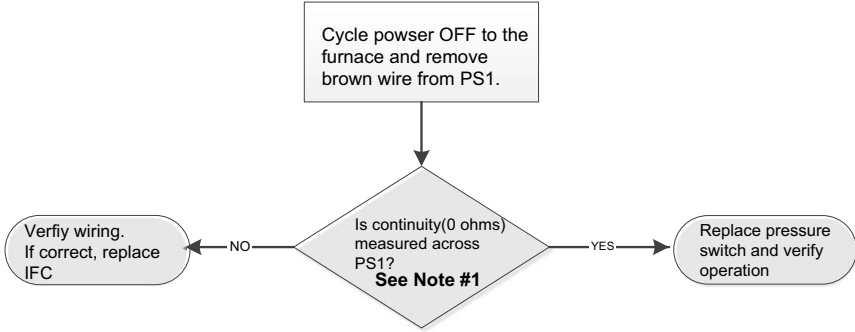 Cycle powser OFF to the
furnace and remove
brown wire from PS1.
Is continuity(0 ohms)
measured across
PS1?
See Note #1
NO
Verfiy wiring.
If correct, replace
IFC
YES
Replace pressure
switch and verify
operation